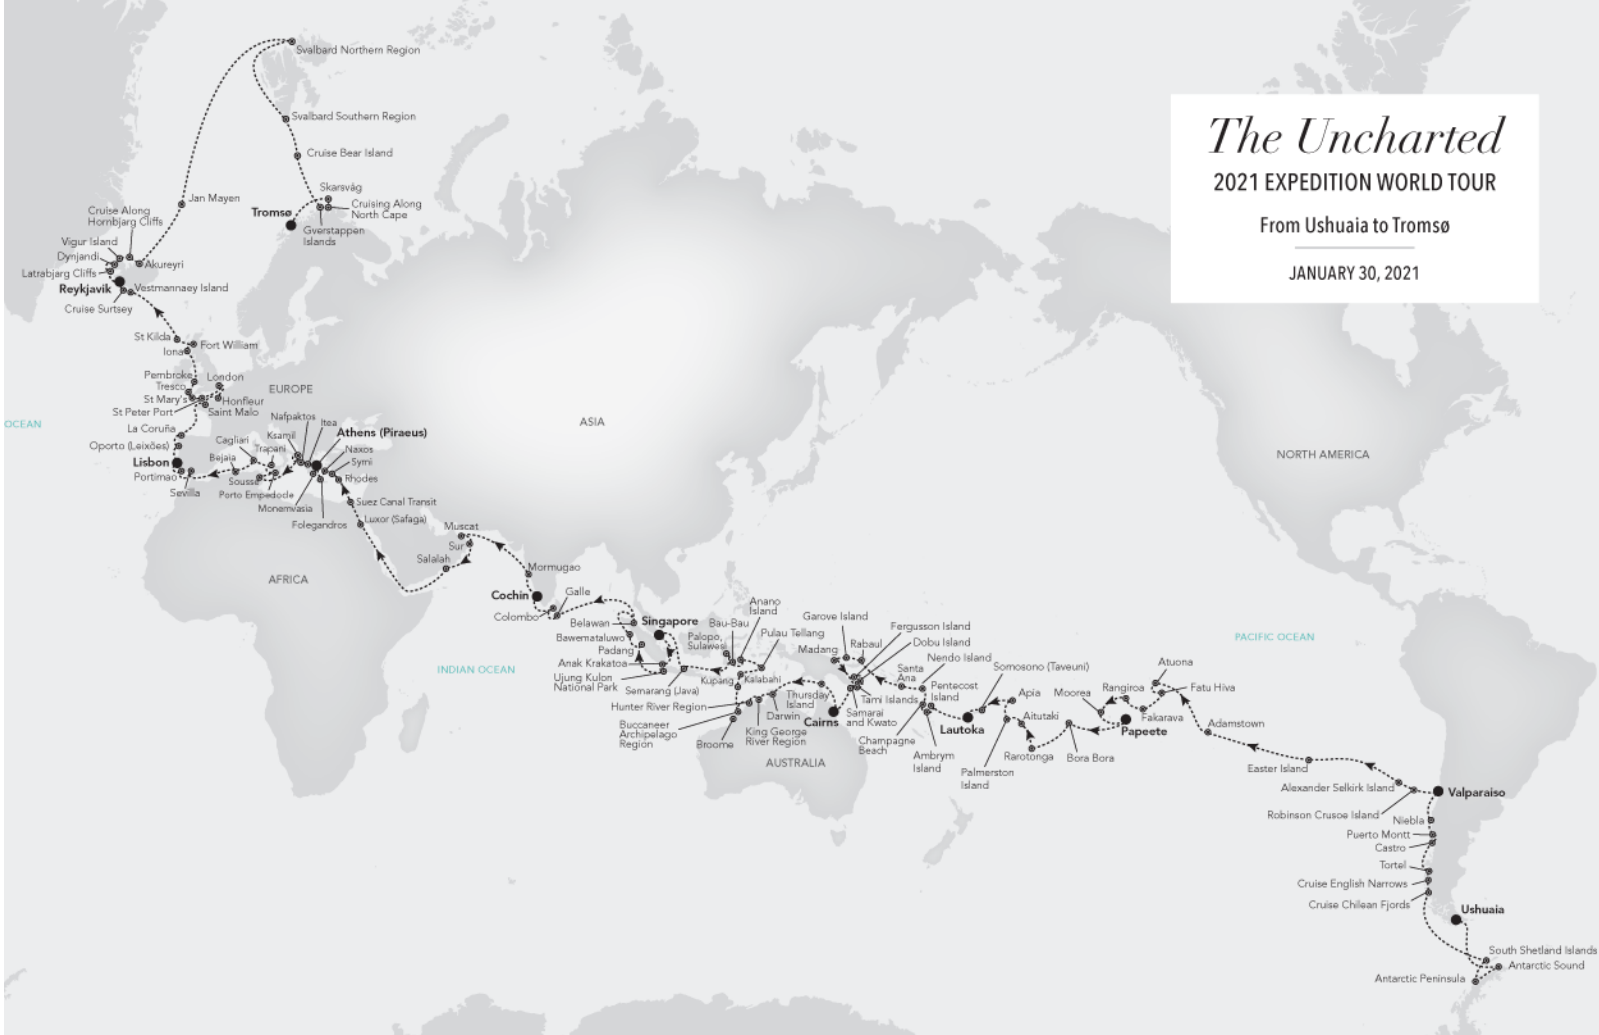 The Uncharted
2021 EXPEDITION WORLD TOUR
From Ushuaia to Tromsø
JANUARY 30, 2021
Svalbard Northern Region
Svalbard Southern Region
Cruise Bear Island
Skarsvåg
Cruising Along
North Cape
Tromsø
Gverstappen
Islands
Jan Mayen
Cruise Along
Hornbjarg Cliffs
Vigur Island
Dynjandi
Akureyri
Latrabjarg Cliffs
Reykjavik
Vestmannaey Island
Cruise Surtsey
St Kilda
Fort William
Iona
Pembroke
London
Tresco
EUROPE
St Mary's
Honfleur
St Peter Port
Saint Malo
OCEAN
La Coruña
Oporto (Leixões)
Lisbon
Portimao
Sevilla
Nafpaktos
Itea
Ksamil
Athens (Piraeus)
Cagliari
Trapani
Naxos
Bejaia
Symi
Sousse
Rhodes
Porto Empedocle
Monemvasia
Folegandros
Suez Canal Transit
Luxor (Safaga)
ASIA
AFRICA
Muscat
Sur
Salalah
Mormugao
Cochin
Galle
Colombo
INDIAN OCEAN
Belawan
Singapore
Bawemataluwo
Padang
Anak Krakatoa
Ujung Kulon
National Park
Semarang (Java)
Palopo,
Sulawesi
Bau-Bau
Anano
Island
Pulau Tellang
Kupang
Kalabahi
Hunter River Region
Buccaneer
Archipelago
Region
Broome
King George
River Region
Darwin
Thursday
Island
Cairns
AUSTRALIA
Garove Island
Madang
Rabaul
Fergusson Island
Dobu Island
Nendo Island
Santa
Ana
Tami Islands
Samarai
and Kwato
Pentecost
Island
Champagne
Beach
Ambrym
Island
Somosono (Taveuni)
Lautoka
Apia
Palmerston
Island
Aitutaki
Rarotonga
Bora Bora
Moorea
Papeete
Rangiroa
Fakarava
Atuona
Fatu Hiva
Adamstown
PACIFIC OCEAN
NORTH AMERICA
Easter Island
Alexander Selkirk Island
Robinson Crusoe Island
Valparaiso
Niebla
Puerto Montt
Castro
Tortel
Cruise English Narrows
Cruise Chilean Fjords
Ushuaia
South Shetland Islands
Antarctic Sound
Antarctic Peninsula